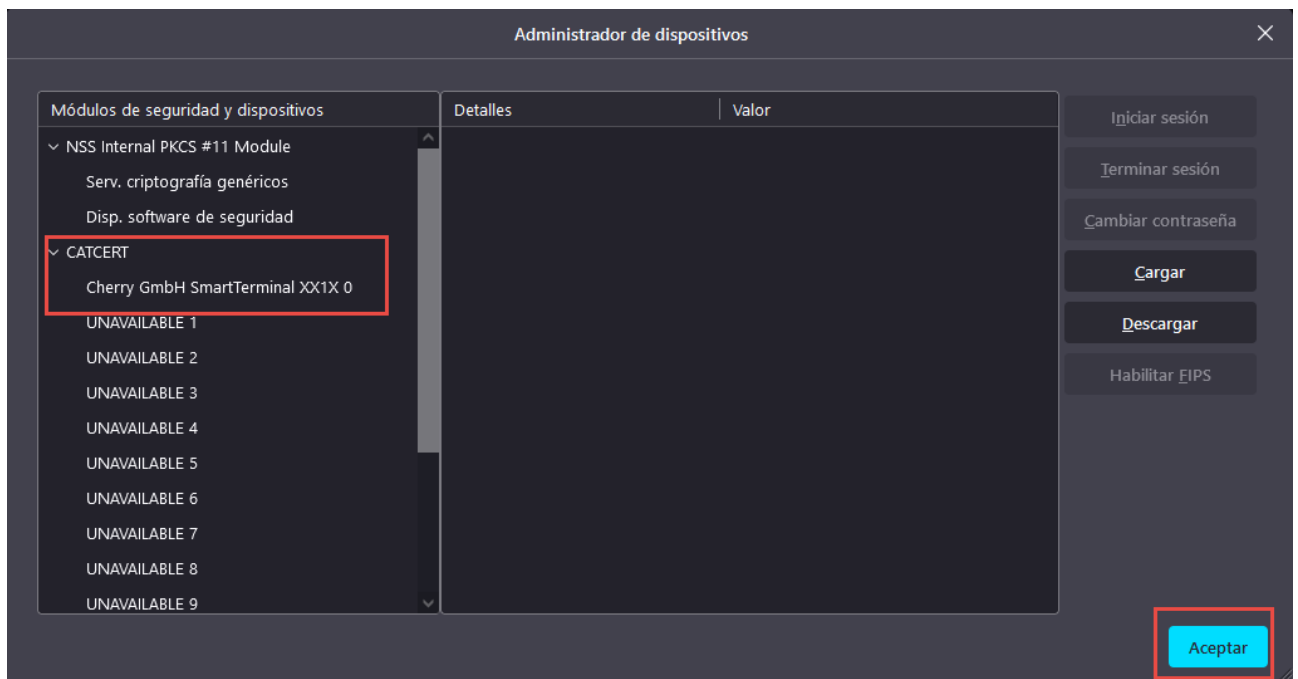 Administrador de dispositivos
Módulos de seguridad y dispositivos
Detalles
Valor
NSS Internal PKCS #11 Module
Serv. criptografía genéricos
Disp. software de seguridad
CATCERT
Cherry GmbH SmartTerminal XX1X 0
UNAVAILABLE 1
UNAVAILABLE 2
UNAVAILABLE 3
UNAVAILABLE 4
UNAVAILABLE 5
UNAVAILABLE 6
UNAVAILABLE 7
UNAVAILABLE 8
UNAVAILABLE 9
Iniciar sesión
Terminar sesión
Cambiar contraseña
Cargar
Descargar
Habilitar FIPS
Aceptar